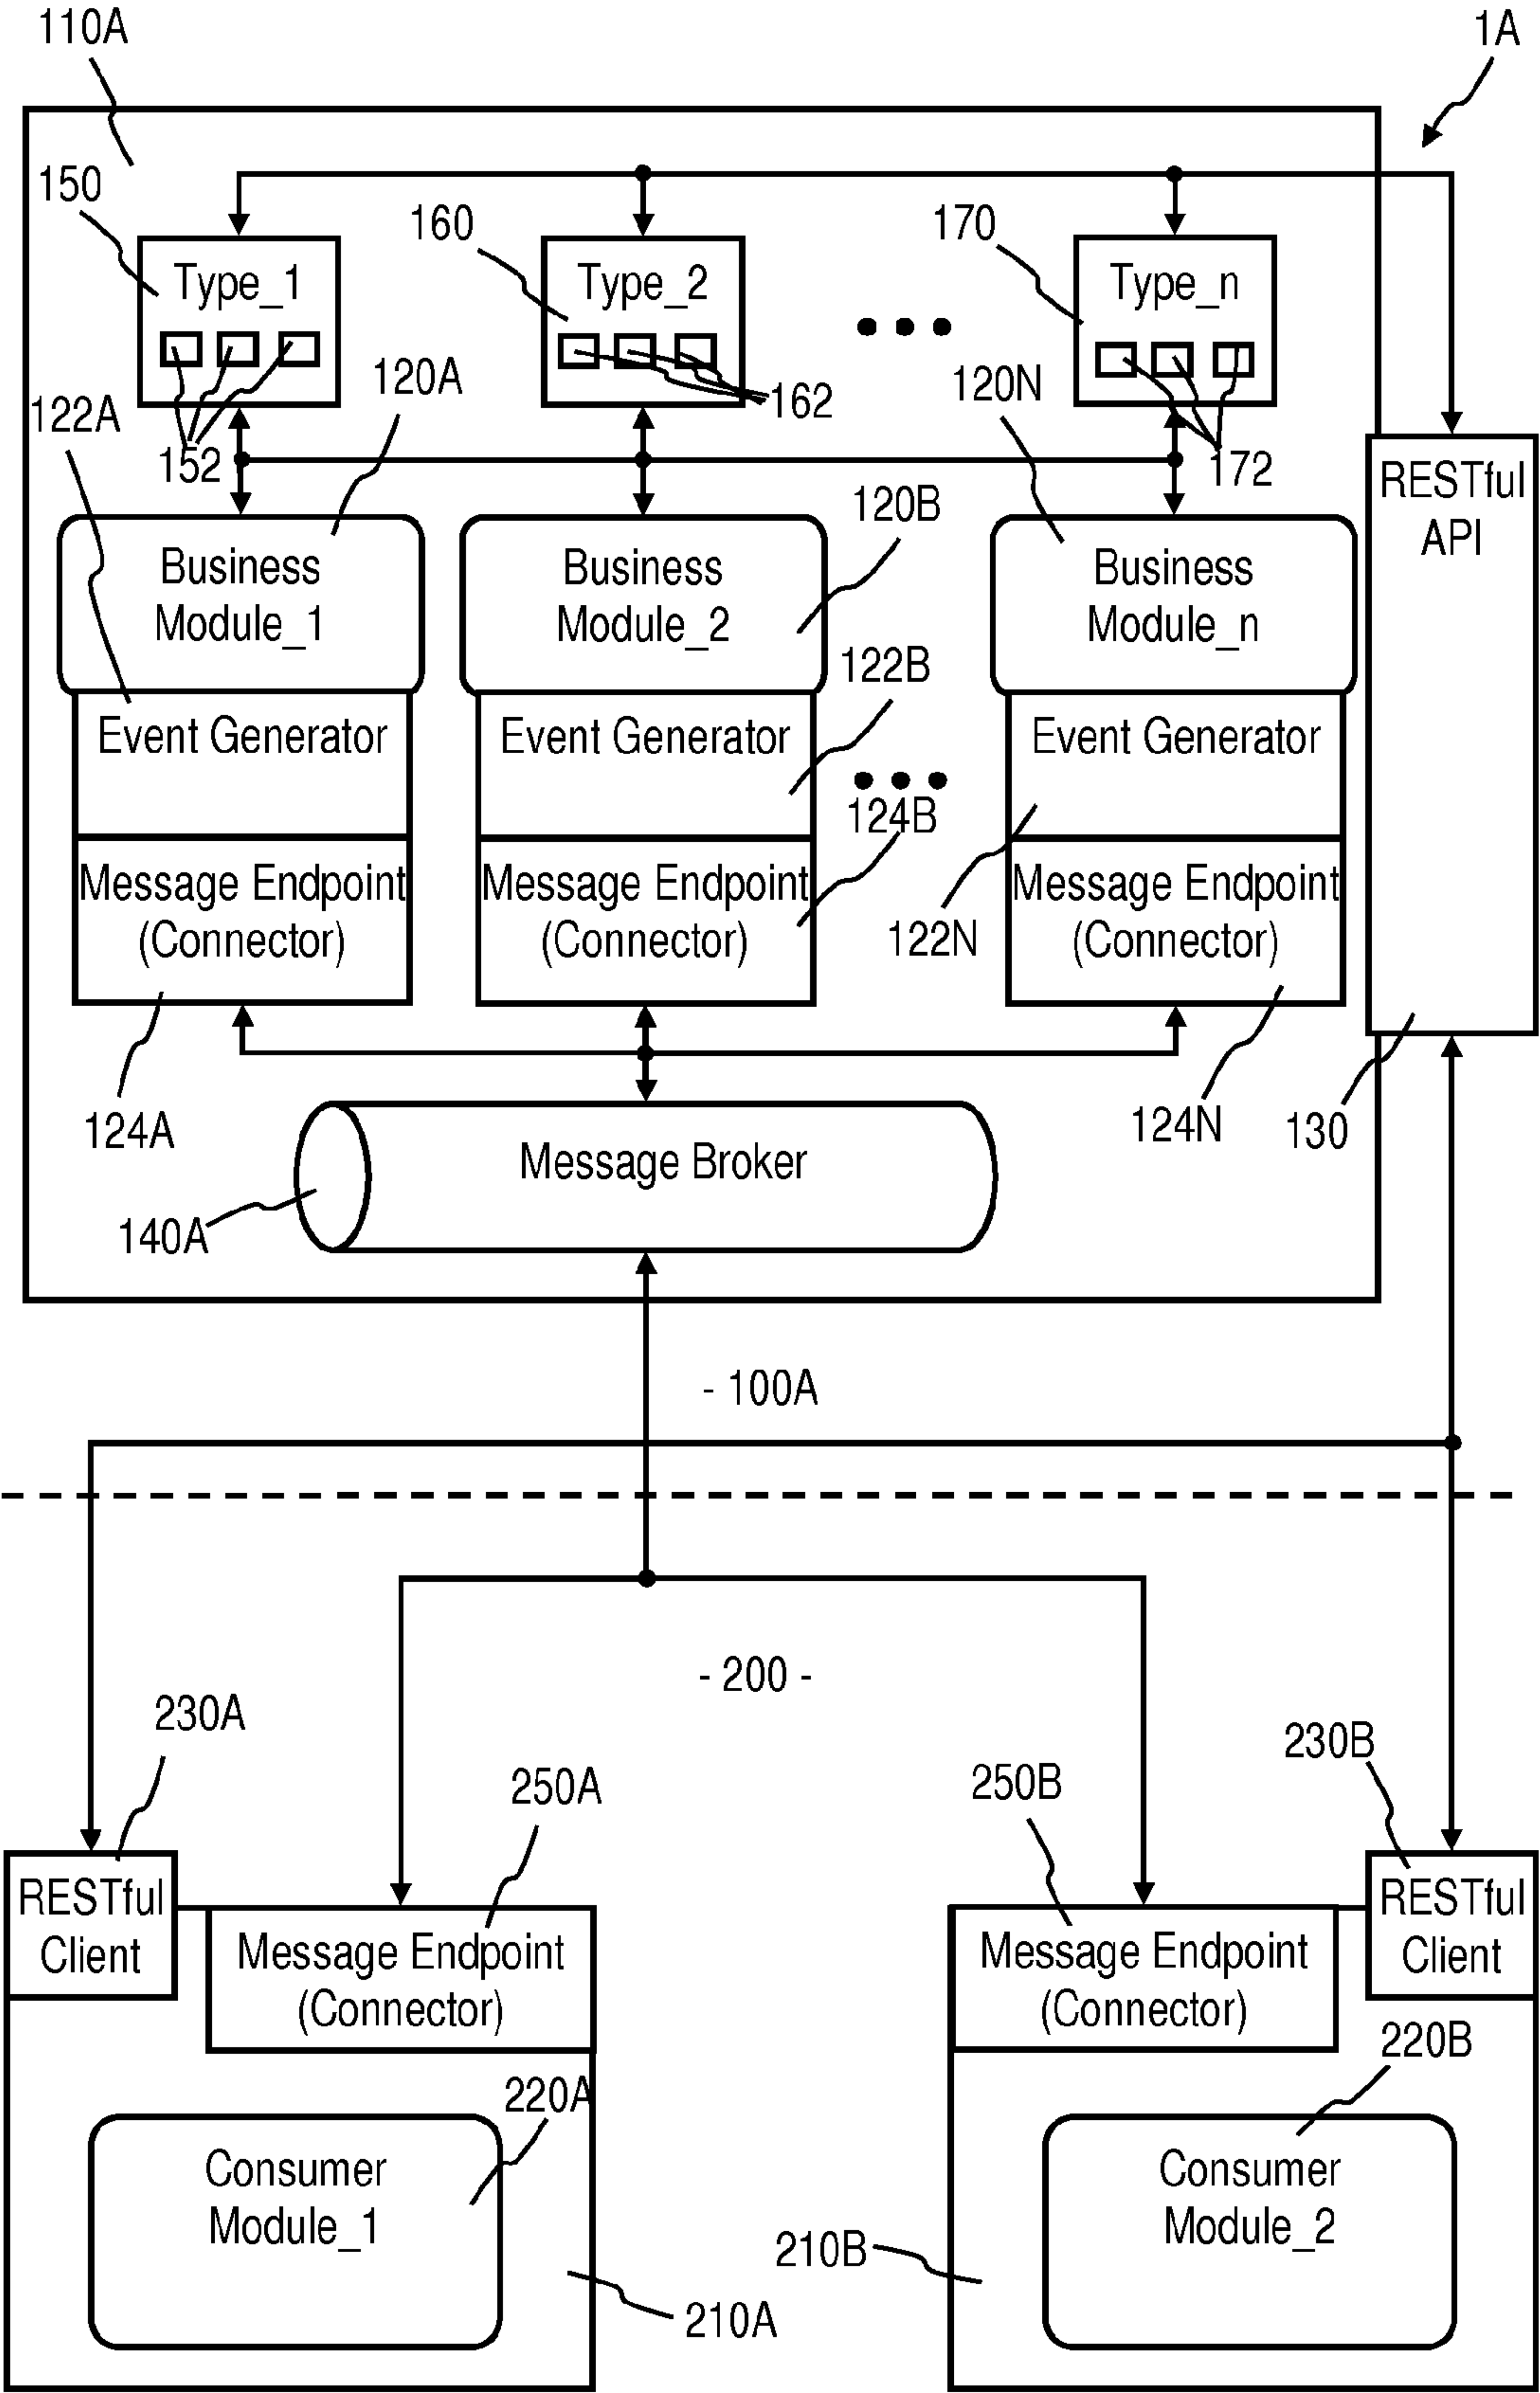 110A
1A
150
160
170
Type_1
Type_2
Type_n
120A
120N
122A
152
162
172
RESTful
API
120B
Business
Module_1
Business
Module_2
Business
Module_n
122B
Event Generator
Event Generator
Event Generator
124B
Message Endpoint
(Connector)
Message Endpoint
(Connector)
122N
Message Endpoint
(Connector)
124A
124N
130
Message Broker
140A
- 100A
- 200 -
230A
230B
250A
250B
RESTful
Client
Message Endpoint
(Connector)
Message Endpoint
(Connector)
RESTful
Client
220A
220B
Consumer
Module_1
Consumer
Module_2
210B
210A